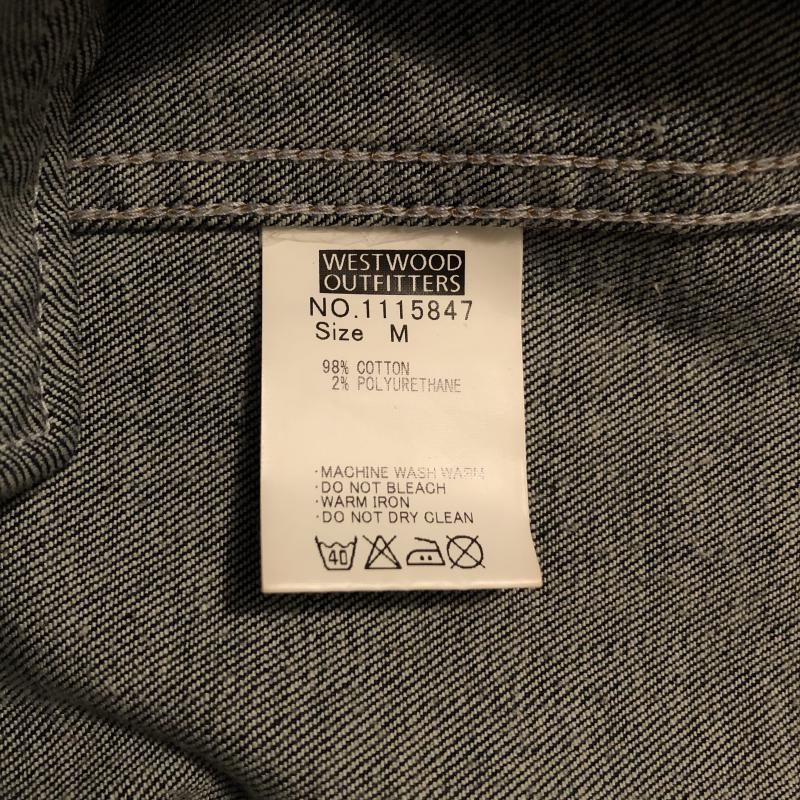 WESTWOOD
OUTFITTERS
NO.1115847
Size M
98% COTTON
2% POLYURETHANE
·MACHINE WASH WARM
·DO NOT BLEACH
·WARM IRON
·DO NOT DRY CLEAN
40